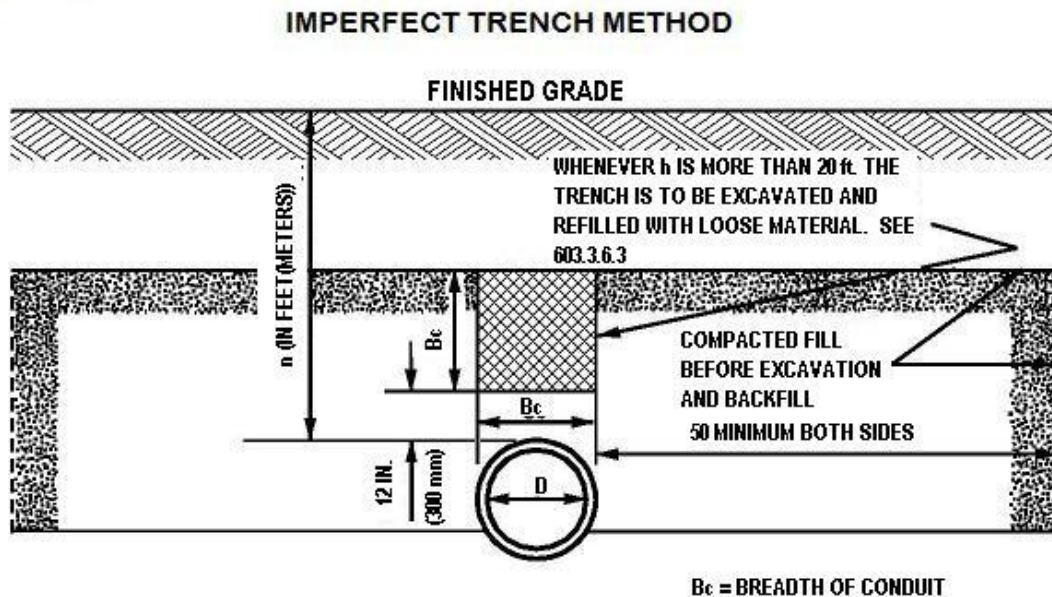 IMPERFECT TRENCH METHOD
FINISHED GRADE
WHENEVER h IS MORE THAN 20 ft. THE
TRENCH IS TO BE EXCAVATED AND
REFILLED WITH LOOSE MATERIAL. SEE
603.3.6.3
n (IN FEET (METERS))
Bc
COMPACTED FILL
BEFORE EXCAVATION
AND BACKFILL
Bc
50 MINIMUM BOTH SIDES
12 IN.
(300 mm)
D
Bc = BREADTH OF CONDUIT